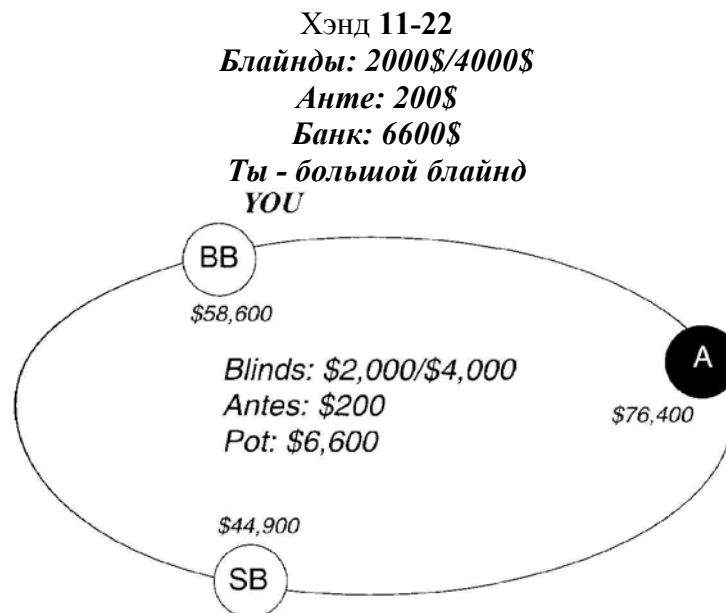 Хэнд 11-22
Блайнды: 2000$/4000$
Анте: 200$
Банк: 6600$
Ты - большой блайнд
YOU
BB
$58,600
A
Blinds: $2,000/$4,000
Antes: $200
$76,400
Pot: $6,600
$44,900
SB